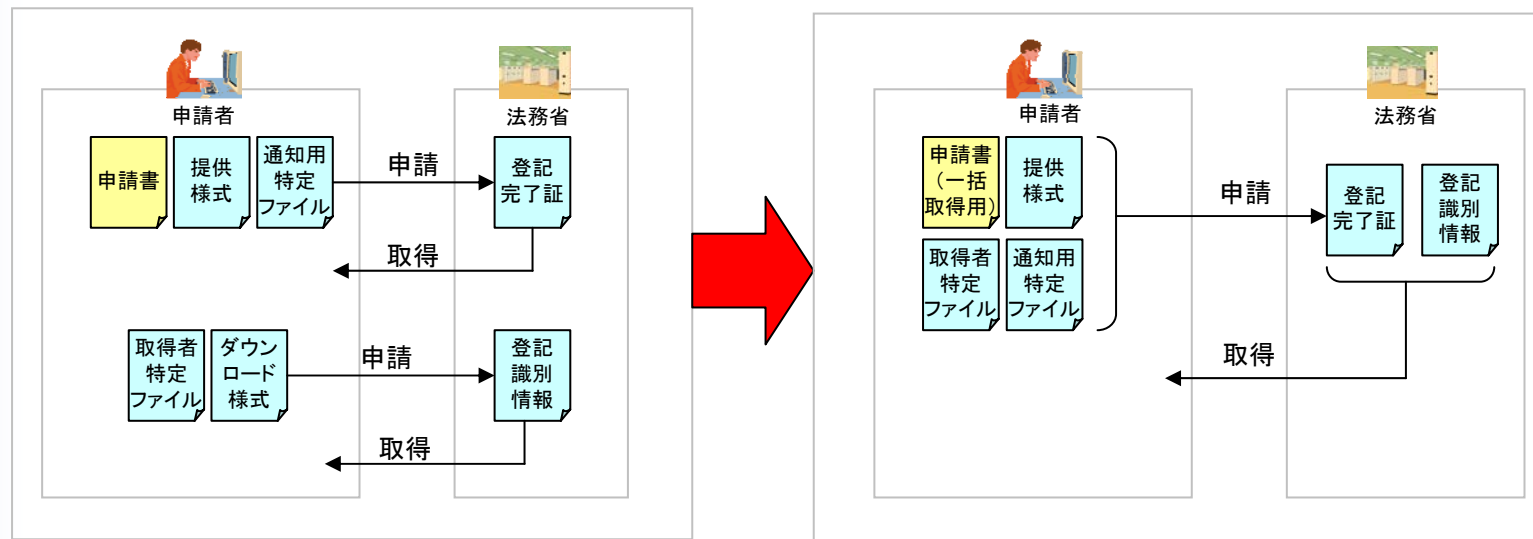 申請者
法務省
申請書
提供
様式
通知用
特定
ファイル
申請
登記
完了証
取得
取得者
特定
ファイル
ダウン
ロード
様式
申請
登記
識別
情報
取得
申請者
法務省
申請書
(一括
取得用)
提供
様式
取得者
特定
ファイル
通知用
特定
ファイル
申請
登記
完了証
登記
識別
情報
取得